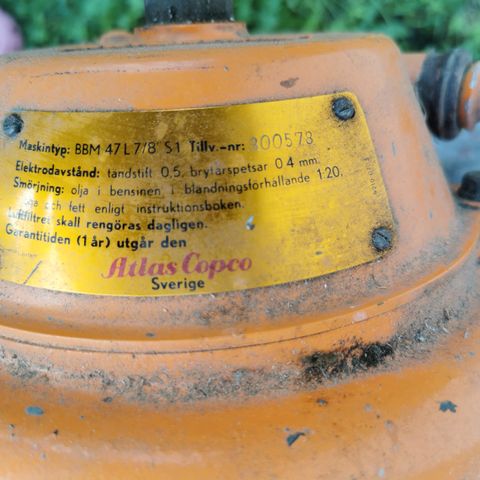 Maskintyp: BBM 47 L 7/8" S1 Tillv.-nr: 300573
Elektrodavstånd: tändstift 0,5, brytarspetsar 0,4 mm.
Smörjning: olja i bensinen i blandningsförhållande 1:20.
och fett enligt instruktionsboken.
Luftfiltret skall rengöras dagligen.
Garantitiden (1 år) utgår den
Atlas Copco
Sverige